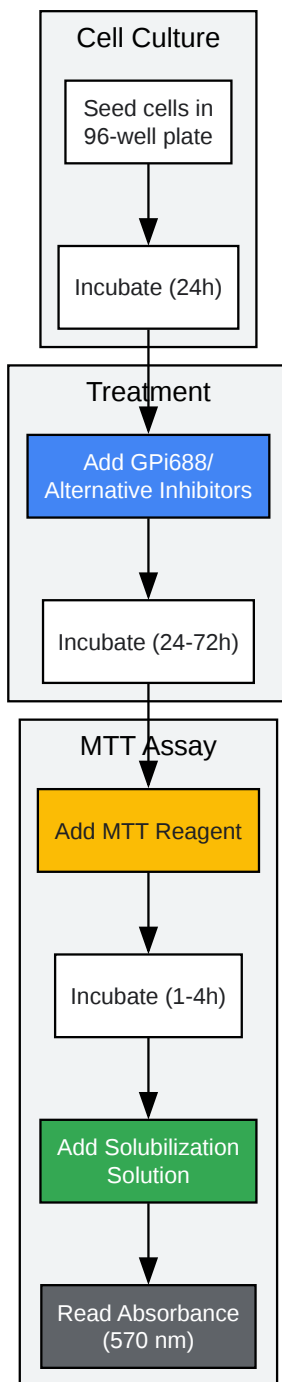 Cell Culture
Seed cells in
96-well plate
Incubate (24h)
Treatment
Add GPi688/
Alternative Inhibitors
Incubate (24-72h)
MTT Assay
Add MTT Reagent
Incubate (1-4h)
Add Solubilization
Solution
Read Absorbance
(570 nm)